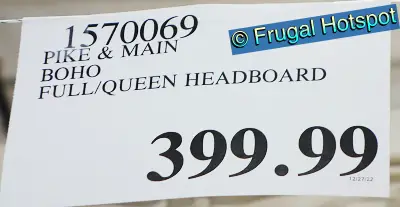 1570069
© Frugal Hotspot
PIKE & MAIN
BOHO
FULL/QUEEN HEADBOARD
399.99